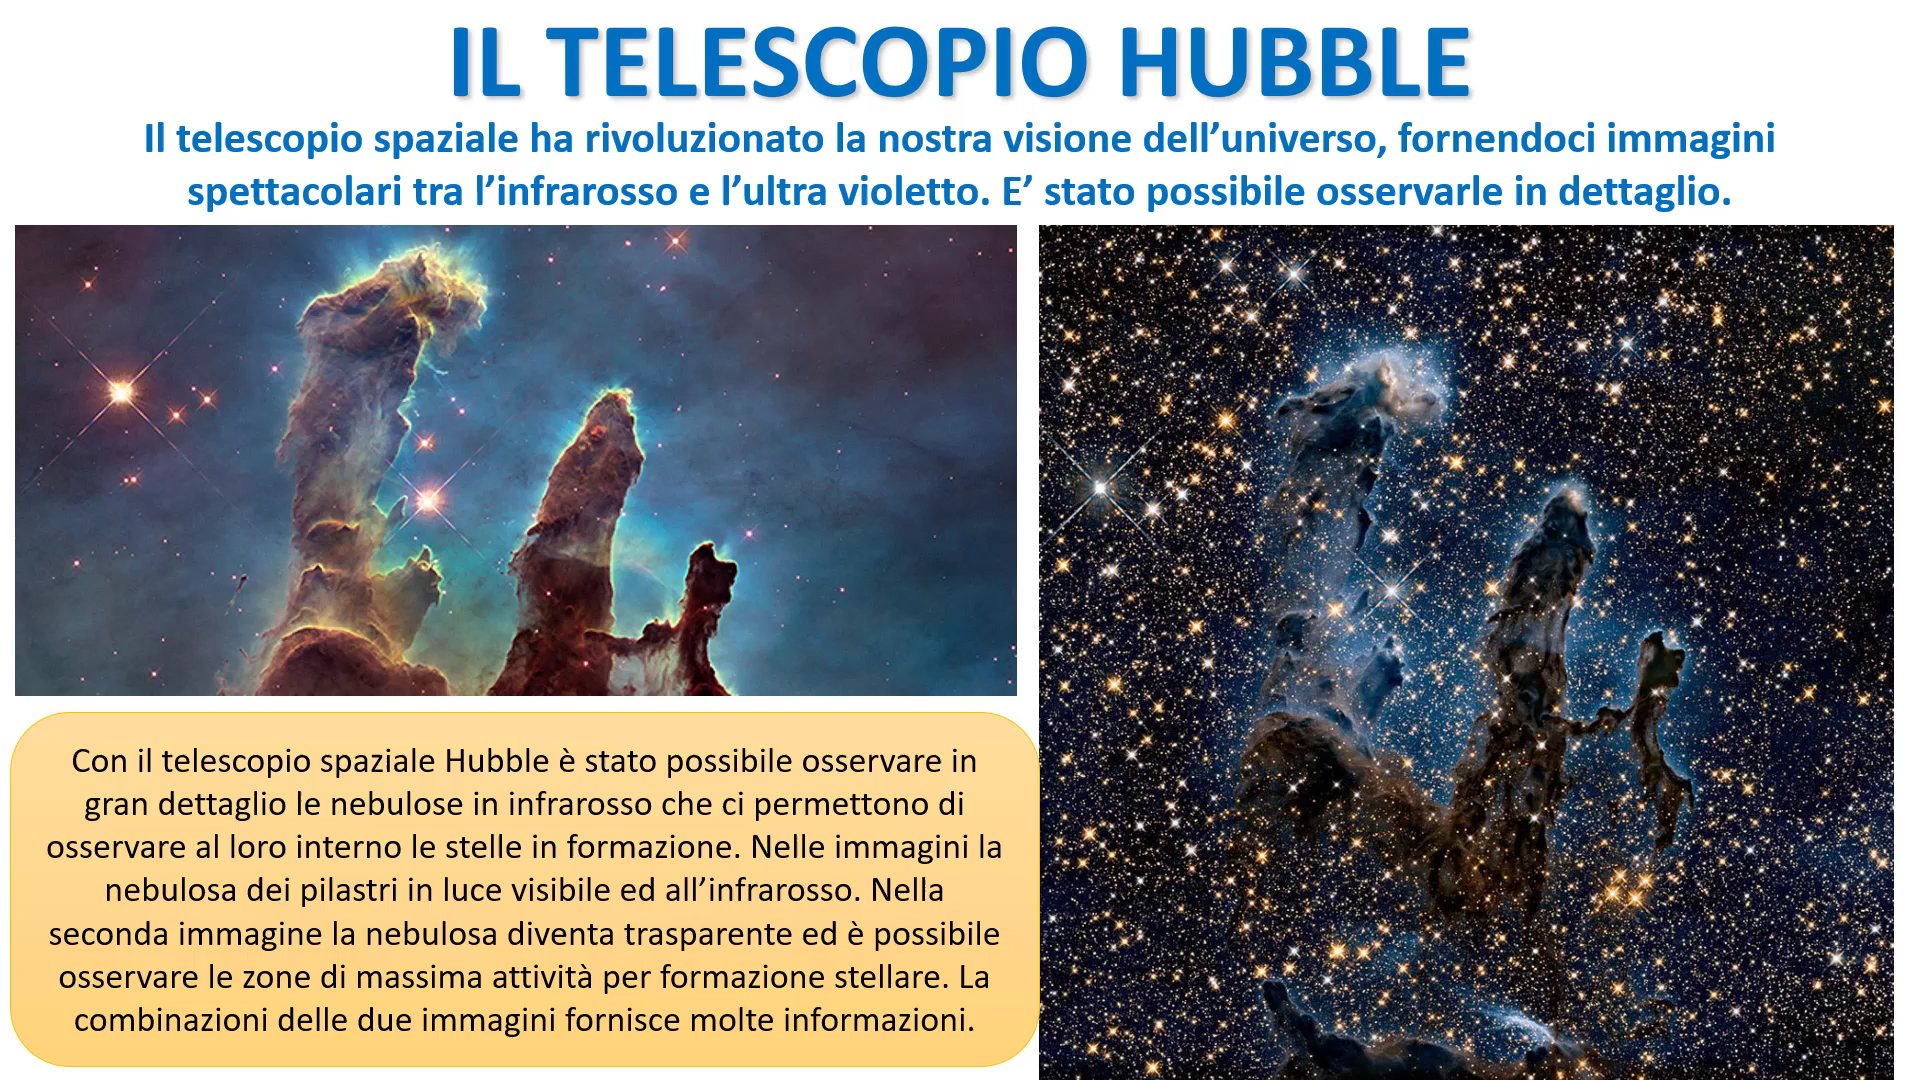 IL TELESCOPIO HUBBLE
Il telescopio spaziale ha rivoluzionato la nostra visione dell’universo, fornendoci immagini
spettacolari tra l’infrarosso e l’ultra violetto. E’ stato possibile osservarle in dettaglio.
Con il telescopio spaziale Hubble è stato possibile osservare in
gran dettaglio le nebulose in infrarosso che ci permettono di
osservare al loro interno le stelle in formazione. Nelle immagini la
nebulosa dei pilastri in luce visibile ed all’infrarosso. Nella
seconda immagine la nebulosa diventa trasparente ed è possibile
osservare le zone di massima attività per formazione stellare. La
combinazioni delle due immagini fornisce molte informazioni.